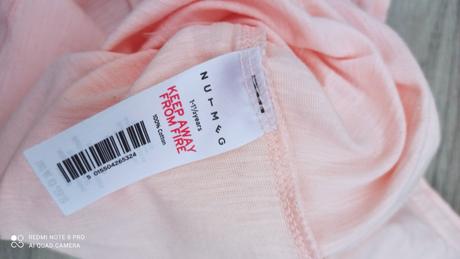 NUTMEG
1-1½years
KEEP AWAY
FROM FIRE
100% Cotton
5 015504265324
REDMI NOTE 8 PRO
AI QUAD CAMERA